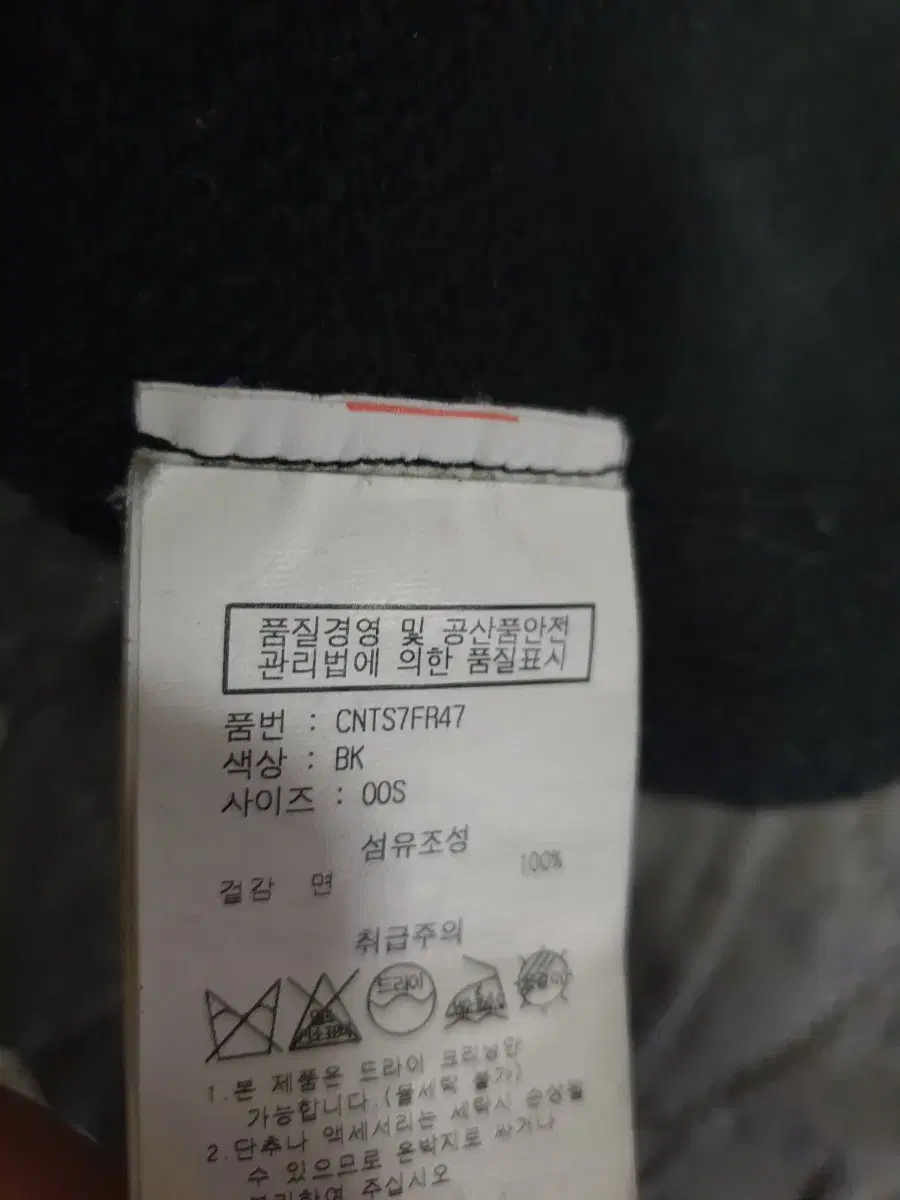 품질경영 및 공산품안전
관리법에 의한 품질표시
품번 : CNTS7FR47
색상 : BK
사이즈 : 00S
섬유조성
겉감 면 100%
취급주의
드라이
1.본 제품은 드라이 크리닝만
가능합니다.(물세탁 불가)
2.단추나 액세서리는 세탁시 손상될
수 있으므로 은박지로 싸거나
주십시오